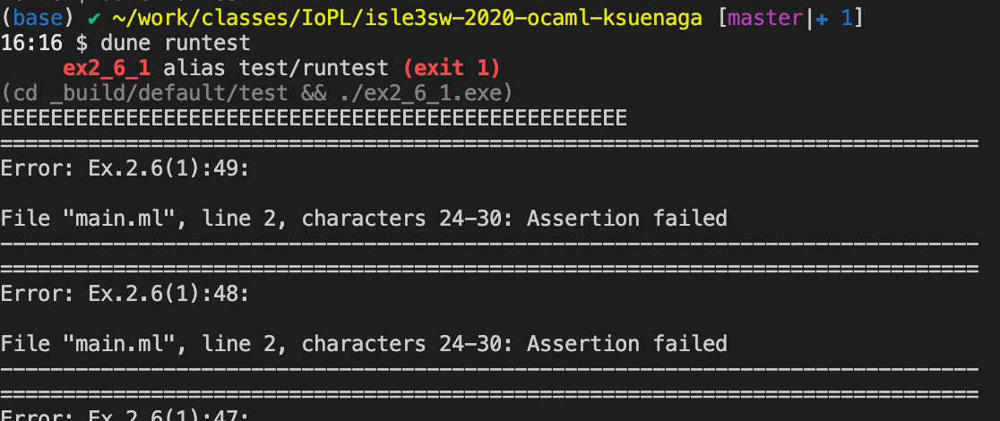 (base) ✔ ~/work/classes/IoPL/isle3sw-2020-ocaml-ksuenaga [master|+ 1]
16:16 $ dune runtest
     ex2_6_1 alias test/runtest (exit 1)
(cd _build/default/test && ./ex2_6_1.exe)
EEEEEEEEEEEEEEEEEEEEEEEEEEEEEEEEEEEEEEEEEEEEEEEEEE
==============================================================================
Error: Ex.2.6(1):49:
File "main.ml", line 2, characters 24-30: Assertion failed
------------------------------------------------------------------------------
==============================================================================
Error: Ex.2.6(1):48:
File "main.ml", line 2, characters 24-30: Assertion failed
------------------------------------------------------------------------------
==============================================================================
Error: Ex.2.6(1):47: